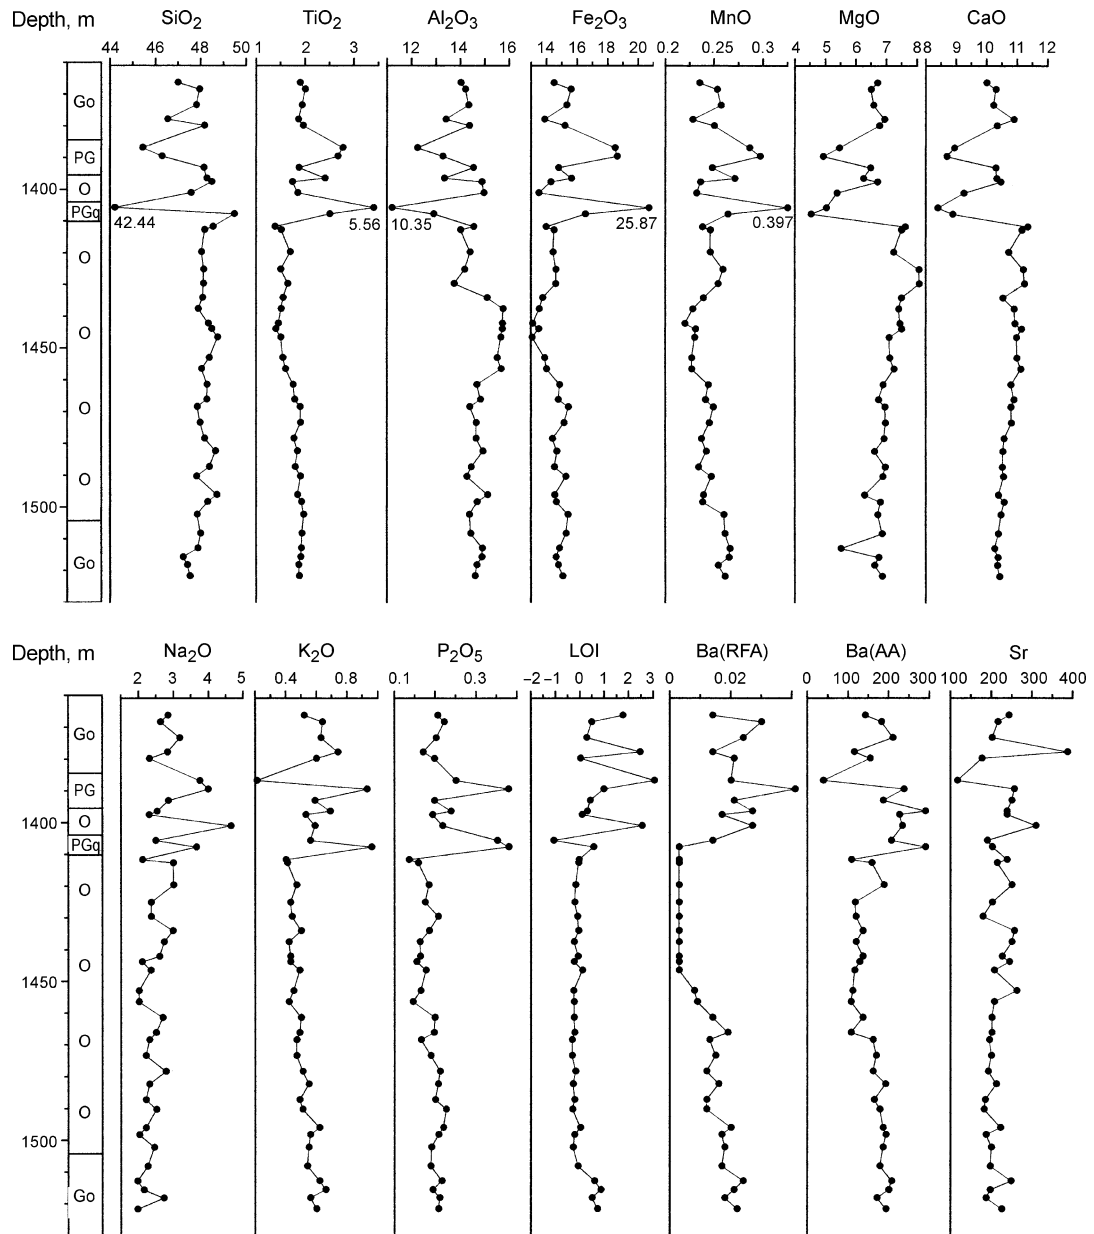 Depth, m SiO2 TiO2 Al2O3 Fe2O3 MnO MgO CaO
44 46 48 50 1 2 3 12 14 16 14 16 18 20 0.2 0.25 0.3 4 5 6 7 8 8 9 10 11 12
Go
PG
1400 O
PGq 42.44 5.56 10.35 25.87 0.397
O
1450 O
O
O
1500
Go
Depth, m Na2O K2O P2O5 LOI Ba(RFA) Ba(AA) Sr
2 3 4 5 0.4 0.8 0.1 0.3 −2 −1 0 1 2 3 0 0.02 0 100 200 300 100 200 300 400
Go
PG
1400 O
PGq
O
1450 O
O
O
1500
Go